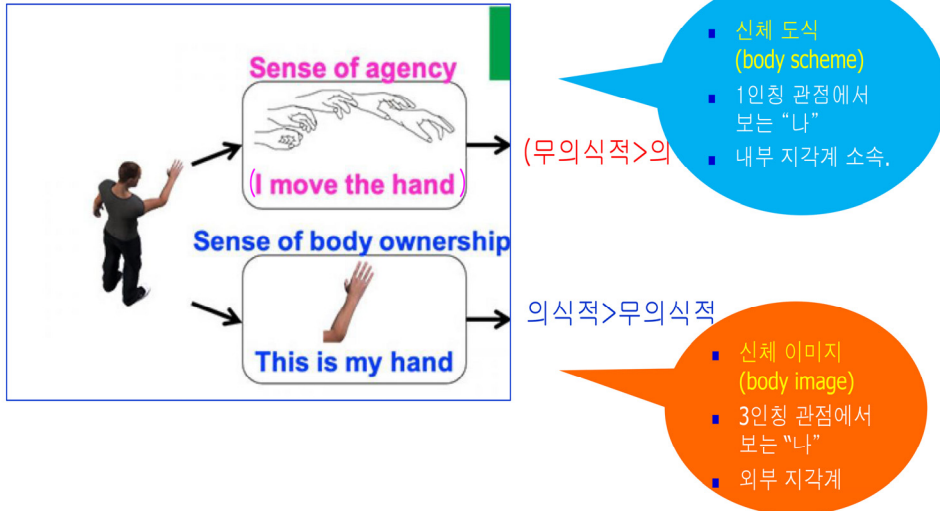 Sense of agency
(I move the hand)
Sense of body ownership
This is my hand
(무의식적>의
의식적>무의식적
신체 도식
(body scheme)
1인칭 관점에서
보는 “나”
내부 지각계 소속.
신체 이미지
(body image)
3인칭 관점에서
보는 “나”
외부 지각계